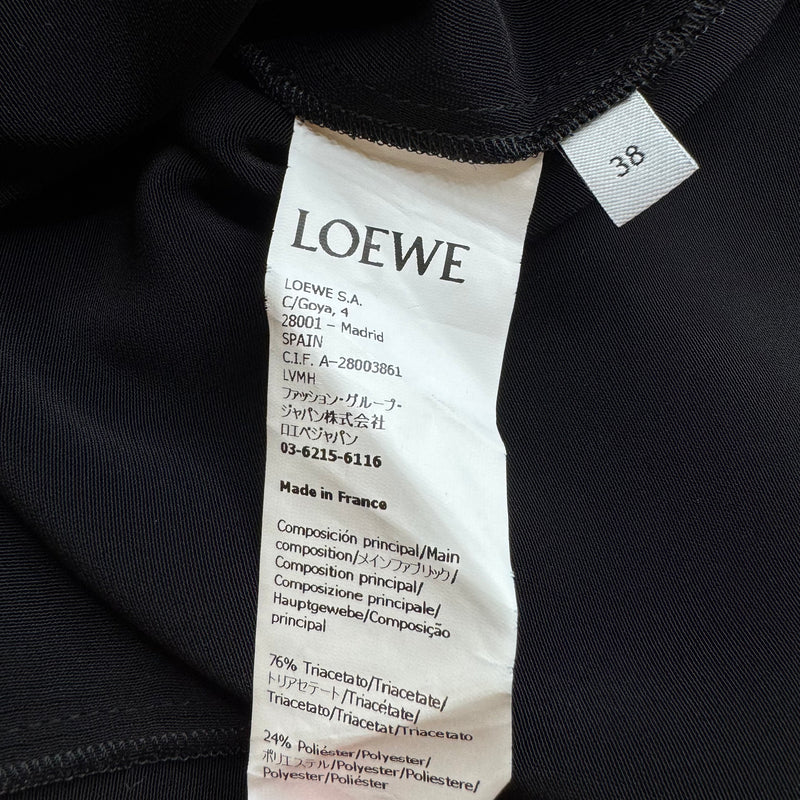 38
LOEWE
LOEWE S.A.
C/Goya, 4
28001 – Madrid
SPAIN
C.I.F. A-28003861
LVMH
ファッション・グループ・
ジャパン株式会社
ロエベジャパン
03-6215-6116
Made in France
Composición principal/Main
composition/メインファブリック/
Composition principal/
Composizione principale/
Hauptgewebe/Composição
principal
76% Triacetato/Triacetate/
トリアセテート/Triacétate/
Triacetato/Triacetat/Triacetato
24% Poliéster/Polyester/
ポリエステル/Polyester/Poliestere/
Polyester/Poliéster